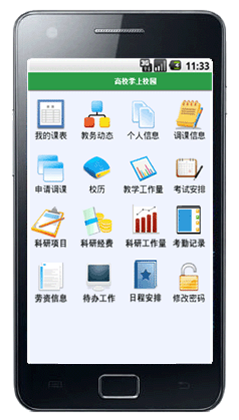 11:33
高校掌上校园
我的课表 教务动态 个人信息 调课信息
申请调课 校历 教学工作量 考试安排
科研项目 科研经费 科研工作量 考勤记录
劳资信息 待办工作 日程安排 修改密码